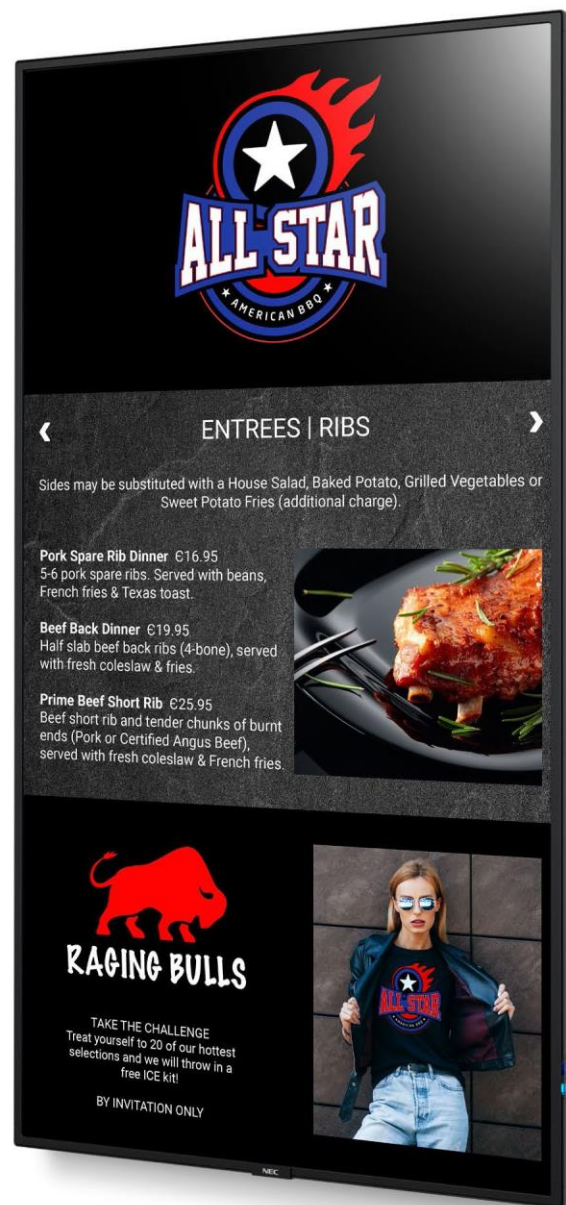 ALL STAR
★ AMERICAN BBQ ★
‹ ENTREES | RIBS ›
Sides may be substituted with a House Salad, Baked Potato, Grilled Vegetables or
Sweet Potato Fries (additional charge).
Pork Spare Rib Dinner €16.95
5-6 pork spare ribs. Served with beans,
French fries & Texas toast.
Beef Back Dinner €19.95
Half slab beef back ribs (4-bone), served
with fresh coleslaw & fries.
Prime Beef Short Rib €25.95
Beef short rib and tender chunks of burnt
ends (Pork or Certified Angus Beef),
served with fresh coleslaw & French fries.
RAGING BULLS
TAKE THE CHALLENGE
Treat yourself to 20 of our hottest
selections and we will throw in a
free ICE kit!
BY INVITATION ONLY
ALL STAR
AMERICAN BBQ
NEC